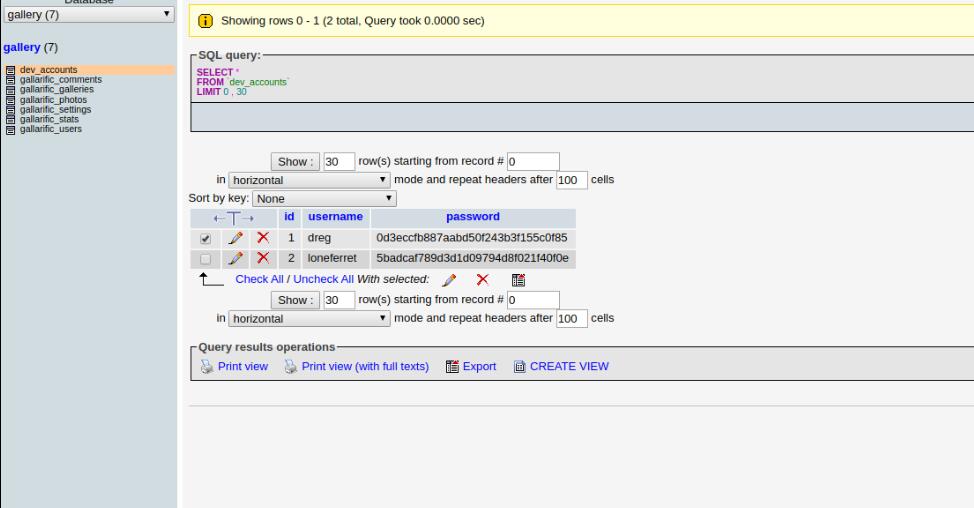 Database
gallery (7)
gallery (7)
dev_accounts
gallarific_comments
gallarific_galleries
gallarific_photos
gallarific_settings
gallarific_stats
gallarific_users
Showing rows 0 - 1 (2 total, Query took 0.0000 sec)
SQL query:
SELECT *
FROM `dev_accounts`
LIMIT 0 , 30
Show : 30 row(s) starting from record # 0
in horizontal mode and repeat headers after 100 cells
Sort by key: None
←T→ id username password
1 dreg 0d3eccfb887aabd50f243b3f155c0f85
2 loneferret 5badcaf789d3d1d09794d8f021f40f0e
Check All / Uncheck All With selected:
Show : 30 row(s) starting from record # 0
in horizontal mode and repeat headers after 100 cells
Query results operations
Print view Print view (with full texts) Export CREATE VIEW